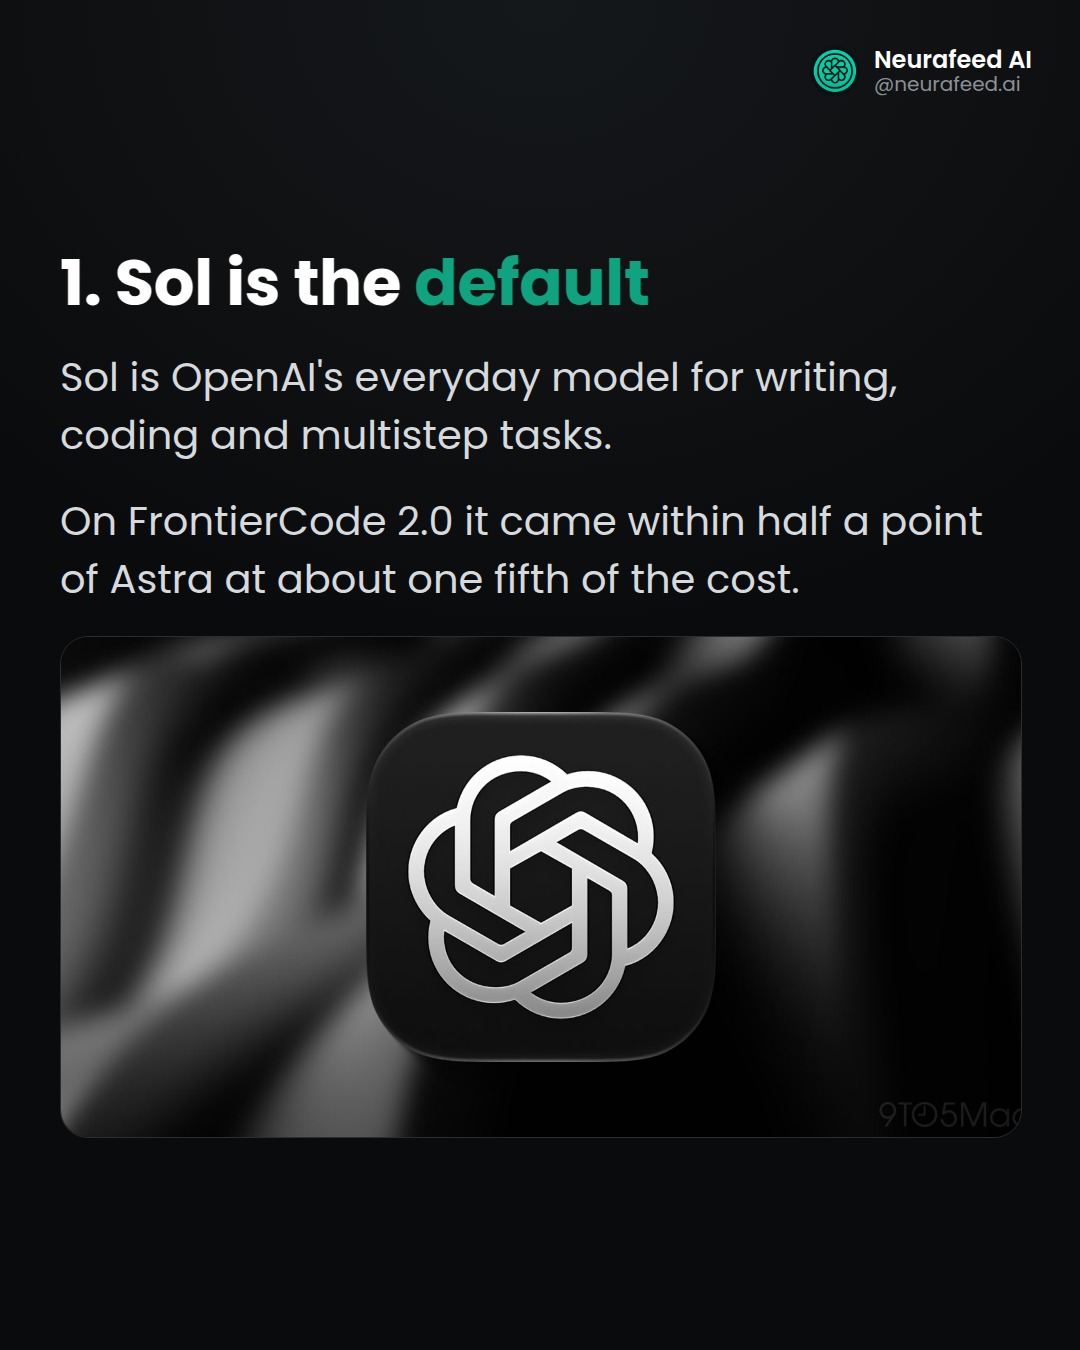 Neurafeed AI
@neurafeed.ai
1. Sol is the default
Sol is OpenAI's everyday model for writing,
coding and multistep tasks.
On FrontierCode 2.0 it came within half a point
of Astra at about one fifth of the cost.
9TO5Mac